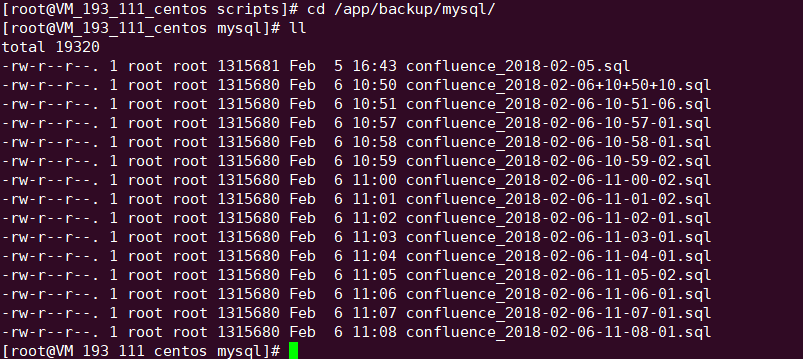 [root@VM_193_111_centos scripts]# cd /app/backup/mysql/
[root@VM_193_111_centos mysql]# ll
total 19320
-rw-r--r--. 1 root root 1315681 Feb  5 16:43 confluence_2018-02-05.sql
-rw-r--r--. 1 root root 1315680 Feb  6 10:50 confluence_2018-02-06+10+50+10.sql
-rw-r--r--. 1 root root 1315680 Feb  6 10:51 confluence_2018-02-06-10-51-06.sql
-rw-r--r--. 1 root root 1315680 Feb  6 10:57 confluence_2018-02-06-10-57-01.sql
-rw-r--r--. 1 root root 1315680 Feb  6 10:58 confluence_2018-02-06-10-58-01.sql
-rw-r--r--. 1 root root 1315680 Feb  6 10:59 confluence_2018-02-06-10-59-02.sql
-rw-r--r--. 1 root root 1315680 Feb  6 11:00 confluence_2018-02-06-11-00-02.sql
-rw-r--r--. 1 root root 1315680 Feb  6 11:01 confluence_2018-02-06-11-01-02.sql
-rw-r--r--. 1 root root 1315680 Feb  6 11:02 confluence_2018-02-06-11-02-01.sql
-rw-r--r--. 1 root root 1315680 Feb  6 11:03 confluence_2018-02-06-11-03-01.sql
-rw-r--r--. 1 root root 1315680 Feb  6 11:04 confluence_2018-02-06-11-04-01.sql
-rw-r--r--. 1 root root 1315680 Feb  6 11:05 confluence_2018-02-06-11-05-02.sql
-rw-r--r--. 1 root root 1315680 Feb  6 11:06 confluence_2018-02-06-11-06-01.sql
-rw-r--r--. 1 root root 1315680 Feb  6 11:07 confluence_2018-02-06-11-07-01.sql
-rw-r--r--. 1 root root 1315680 Feb  6 11:08 confluence_2018-02-06-11-08-01.sql
[root@VM_193_111_centos mysql]#